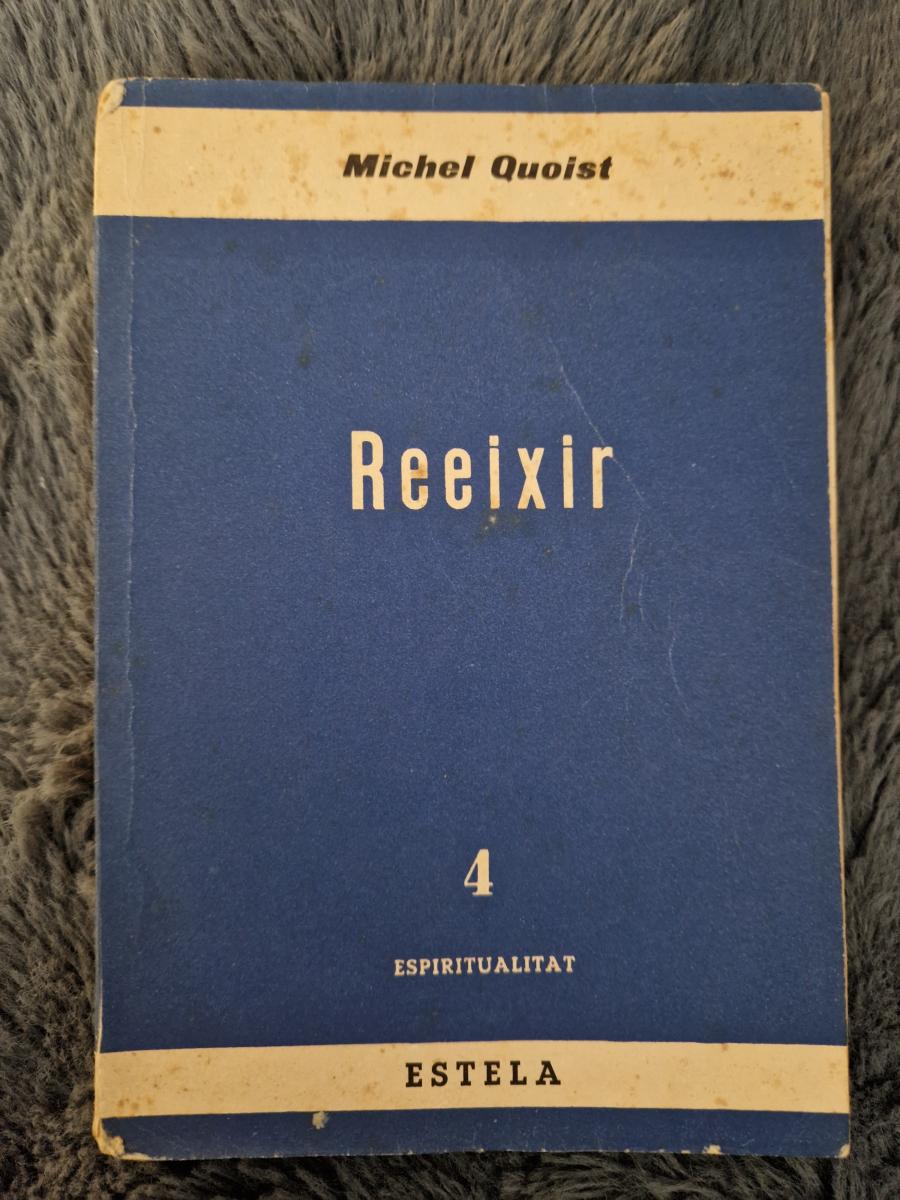 Michel Quoist
Reeixir
4
ESPIRITUALITAT
ESTELA